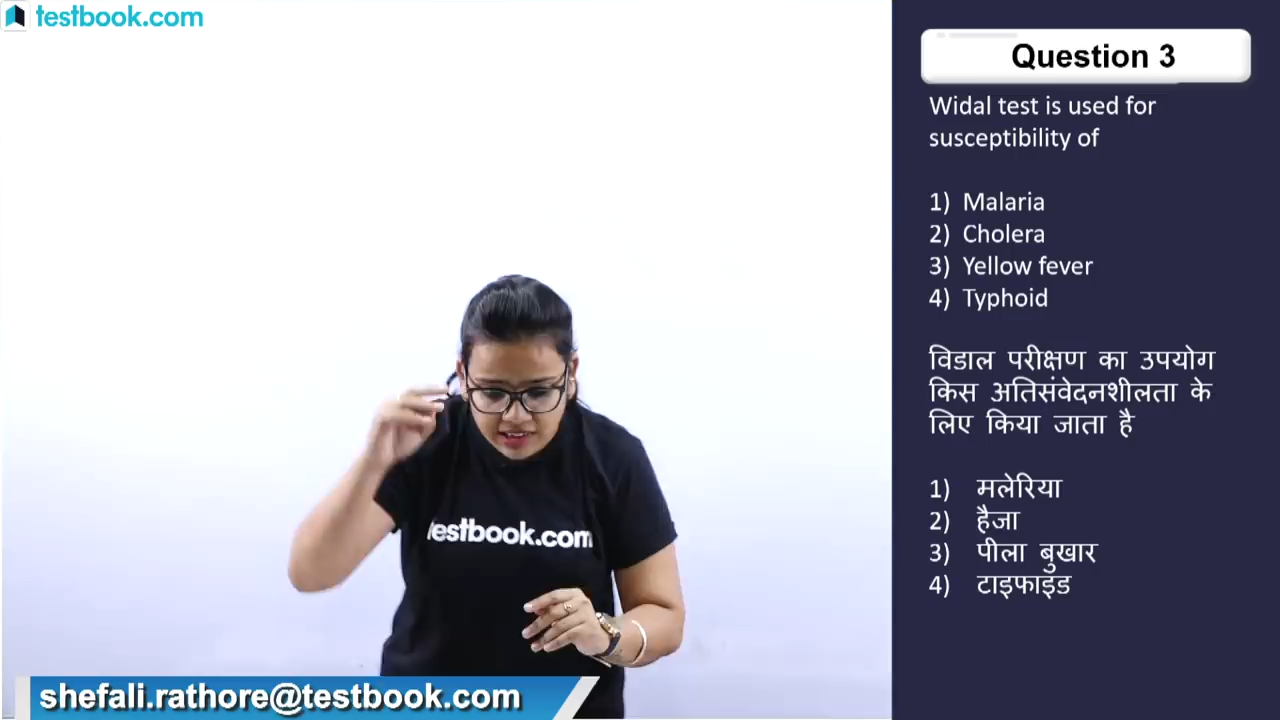 testbook.com
Question 3
Widal test is used for
susceptibility of
1) Malaria
2) Cholera
3) Yellow fever
4) Typhoid
विडाल परीक्षण का उपयोग
किस अतिसंवेदनशीलता के
लिए किया जाता है
1) मलेरिया
2) हैजा
3) पीला बुखार
4) टाइफाइड
testbook.com
shefali.rathore@testbook.com